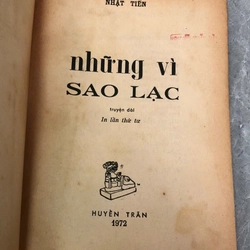 NHẬT TIẾN
những vì
SAO LẠC
truyện dài
In lần thứ tư
HUYỀN TRÂN
1972